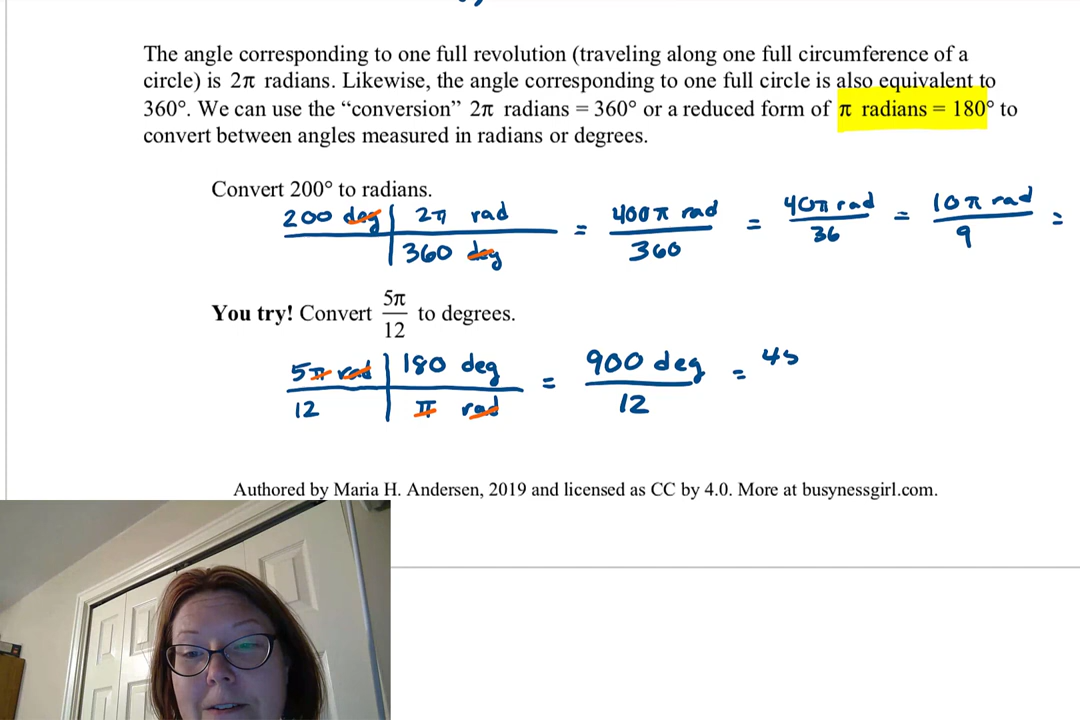 The angle corresponding to one full revolution (traveling along one full circumference of a
circle) is 2π radians. Likewise, the angle corresponding to one full circle is also equivalent to
360°. We can use the “conversion” 2π radians = 360° or a reduced form of π radians = 180° to
convert between angles measured in radians or degrees.
Convert 200° to radians.
200 deg | 2π rad / 360 deg = 400π rad / 360 = 40π rad / 36 = 10π rad / 9 =
You try! Convert 5π/12 to degrees.
5π rad / 12 | 180 deg / π rad = 900 deg / 12 = 45
Authored by Maria H. Andersen, 2019 and licensed as CC by 4.0. More at busynessgirl.com.